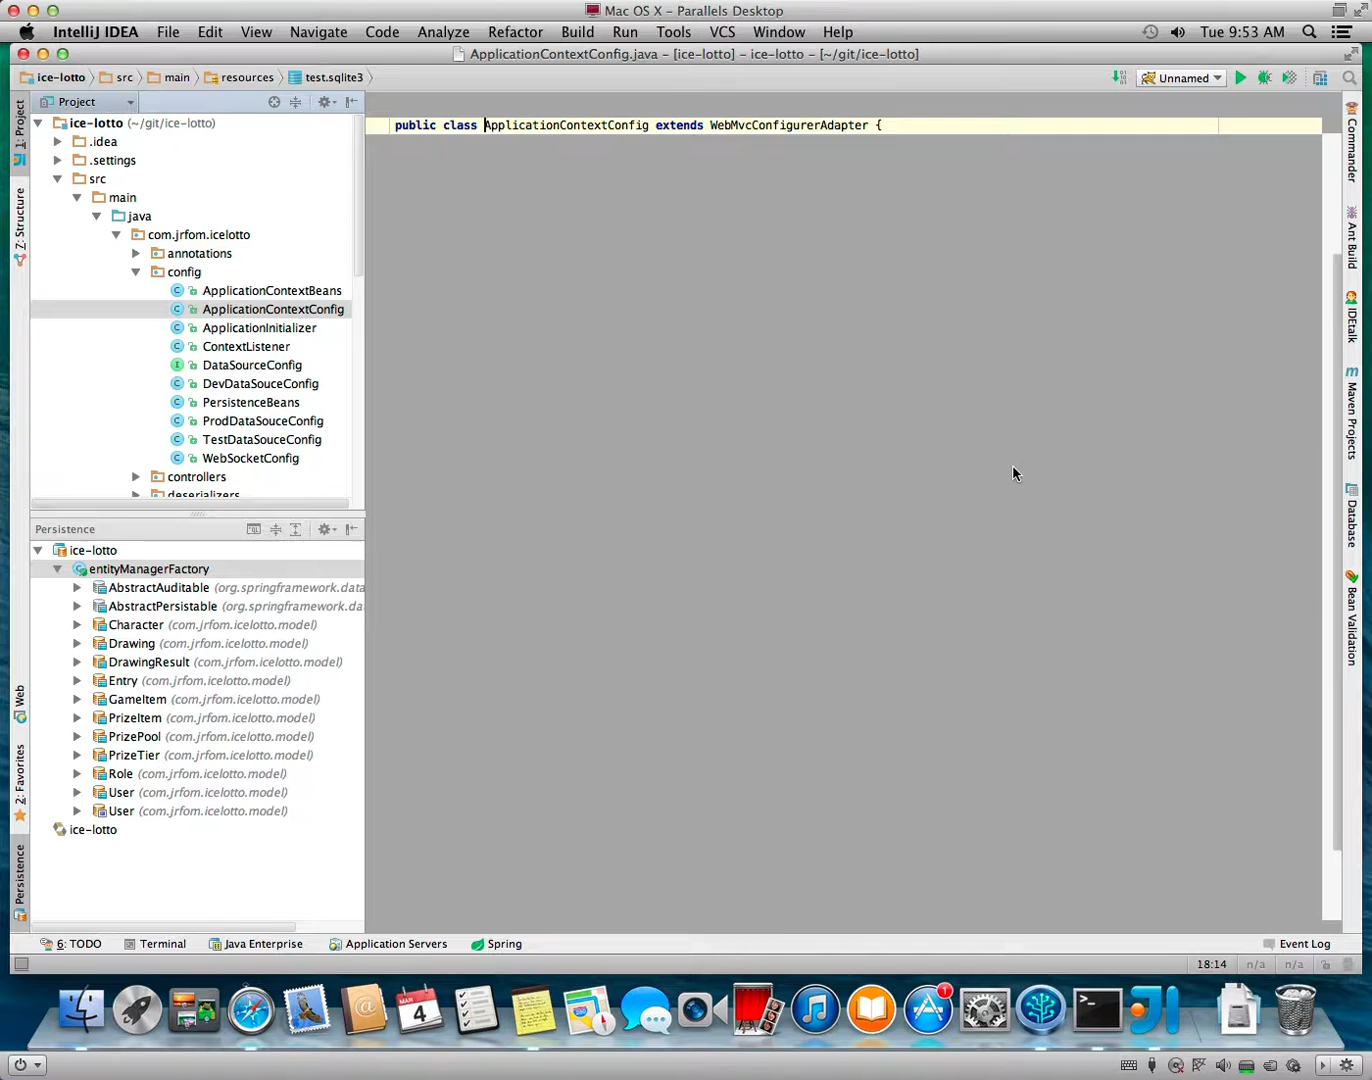 Mac OS X - Parallels Desktop
IntelliJ IDEA File Edit View Navigate Code Analyze Refactor Build Run Tools VCS Window Help Tue 9:53 AM
ApplicationContextConfig.java – [ice-lotto] – ice-lotto – [~/git/ice-lotto]
ice-lotto src main resources test.sqlite3 Unnamed
Project
public class ApplicationContextConfig extends WebMvcConfigurerAdapter {
ice-lotto (~/git/ice-lotto)
.idea
.settings
src
main
java
com.jrfom.icelotto
annotations
config
ApplicationContextBeans
ApplicationContextConfig
ApplicationInitializer
ContextListener
DataSourceConfig
DevDataSouceConfig
PersistenceBeans
ProdDataSouceConfig
TestDataSouceConfig
WebSocketConfig
controllers
deserializers
Persistence
ice-lotto
entityManagerFactory
AbstractAuditable (org.springframework.data
AbstractPersistable (org.springframework.da
Character (com.jrfom.icelotto.model)
Drawing (com.jrfom.icelotto.model)
DrawingResult (com.jrfom.icelotto.model)
Entry (com.jrfom.icelotto.model)
GameItem (com.jrfom.icelotto.model)
PrizeItem (com.jrfom.icelotto.model)
PrizePool (com.jrfom.icelotto.model)
PrizeTier (com.jrfom.icelotto.model)
Role (com.jrfom.icelotto.model)
User (com.jrfom.icelotto.model)
User (com.jrfom.icelotto.model)
ice-lotto
1: Project
7: Structure
Web
2: Favorites
Persistence
Commander
Ant Build
IDEtalk
Maven Projects
Database
Bean Validation
6: TODO Terminal Java Enterprise Application Servers Spring Event Log
18:14 n/a n/a
MAR
4
1